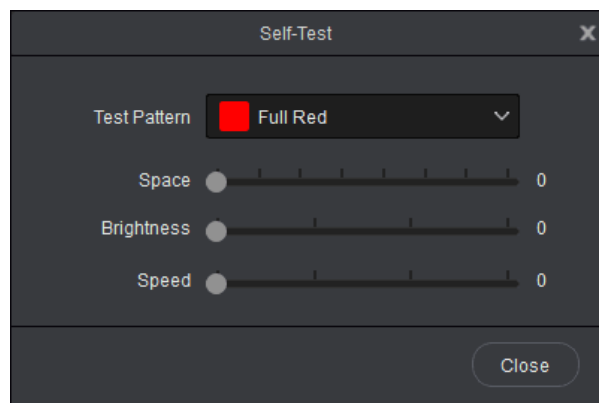 Self-Test
Test Pattern Full Red
Space 0
Brightness 0
Speed 0
Close